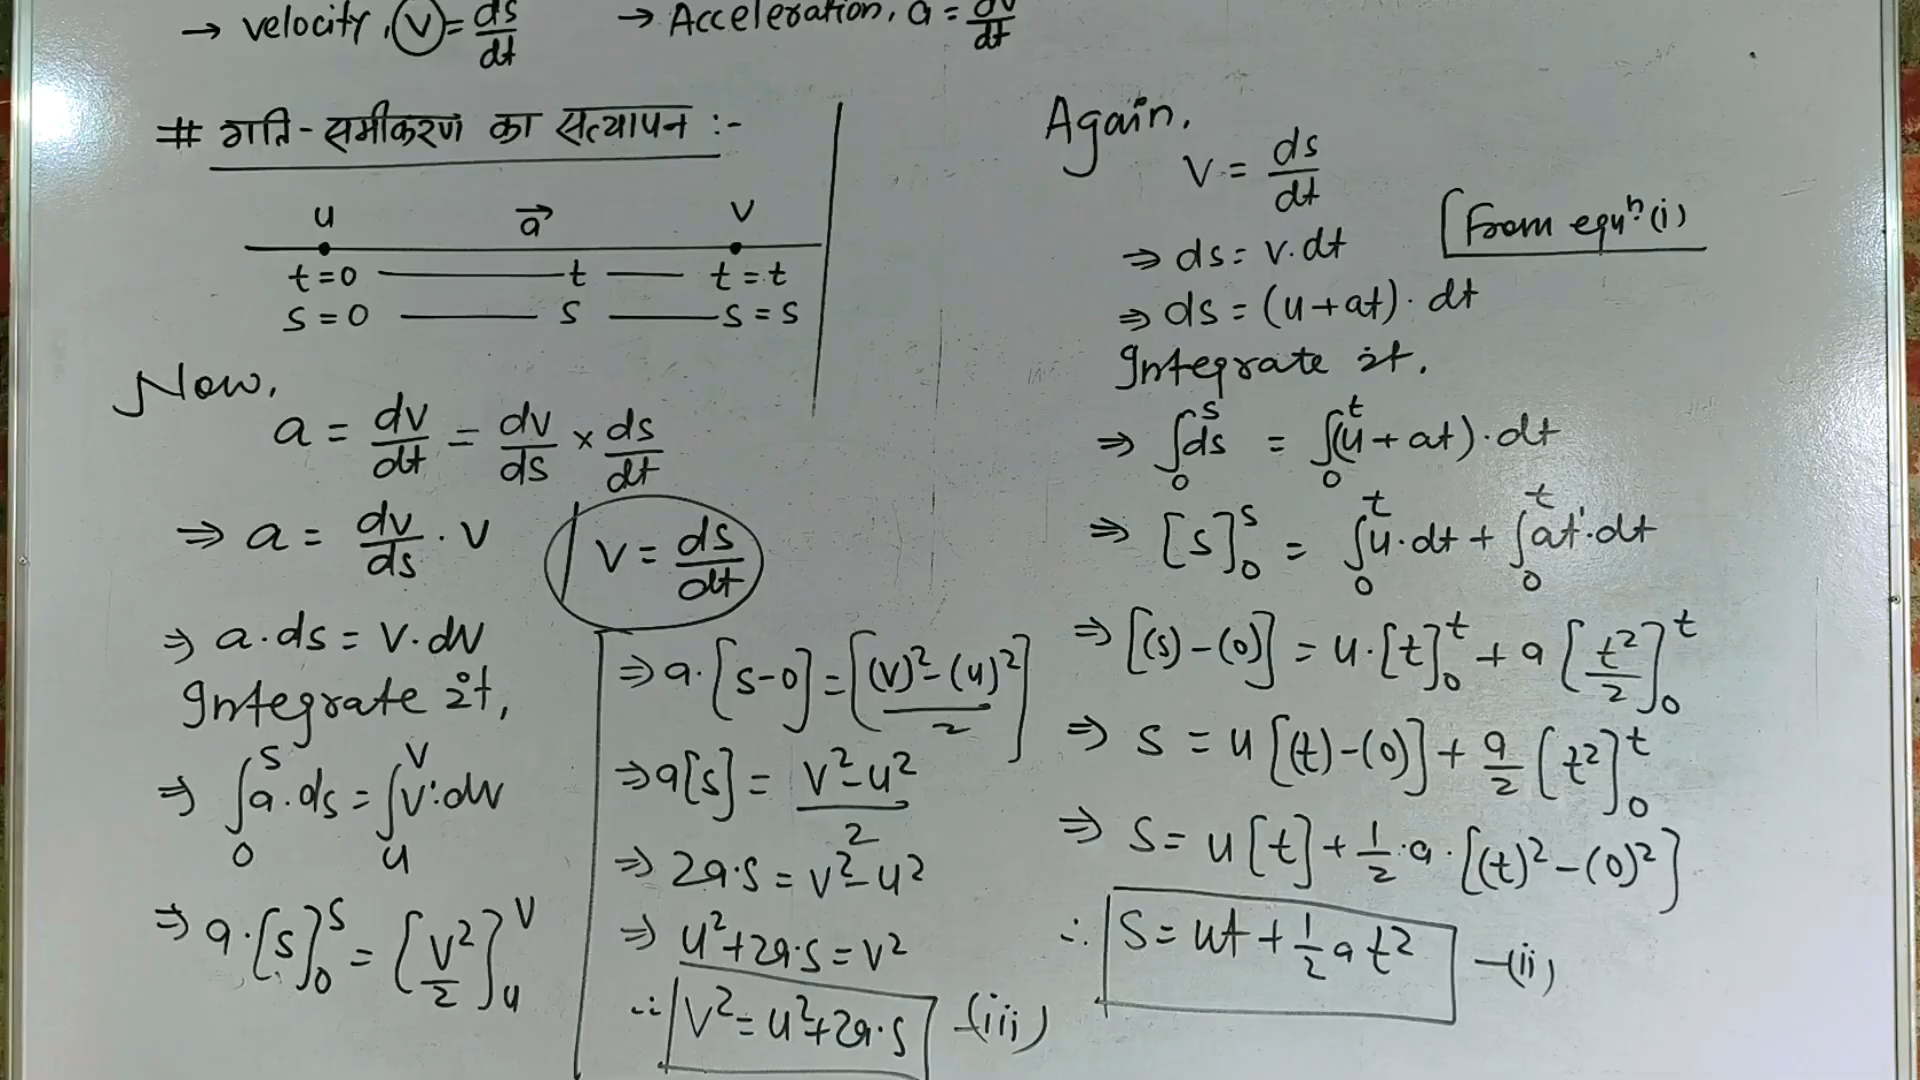 → velocity, v = ds/dt → Acceleration, a = dv/dt
# गति - समीकरण का सत्यापन :-
u a⃗ v
t=0 — t — t=t
S=0 — S — S=S
Now,
a = dv/dt = dv/ds × ds/dt
⇒ a = dv/ds . v | v = ds/dt
⇒ a.ds = v.dv
Integrate it,
⇒ ∫₀ˢ a.ds = ∫ᵤᵛ v¹.dv
⇒ a.[s]₀ˢ = [v²/2]ᵤᵛ
⇒ a.[s-0] = [(v)²-(u)²/2]
⇒ a[s] = v²-u²/2
⇒ 2a.s = v²-u²
⇒ u²+2a.s = v²
∴ v² = u²+2a.s -(iii)
Again,
v = ds/dt
⇒ ds = v.dt [From equⁿ.(i)
⇒ ds = (u+at).dt
Integrate it,
⇒ ∫₀ˢ ds = ∫₀ᵗ (u+at).dt
⇒ [s]₀ˢ = ∫₀ᵗ u.dt + ∫₀ᵗ at¹.dt
⇒ [(s)-(0)] = u.[t]₀ᵗ + a[t²/2]₀ᵗ
⇒ s = u[(t)-(0)] + a/2 [t²]₀ᵗ
⇒ s = u[t] + 1/2.a.[(t)²-(0)²]
∴ S = ut + 1/2 at² -(ii)